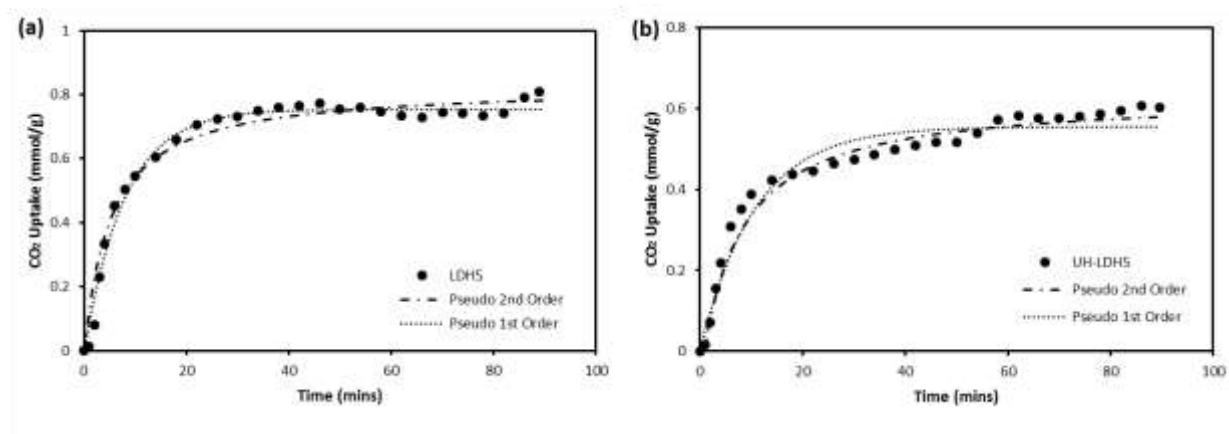 (a)
1
0.8
0.6
0.4
0.2
0
CO₂ Uptake (mmol/g)
LDHS
Pseudo 2nd Order
Pseudo 1st Order
0 20 40 60 80 100
Time (mins)
(b)
0.8
0.6
0.4
0.2
0
CO₂ Uptake (mmol/g)
UH-LDHS
Pseudo 2nd Order
Pseudo 1st Order
0 20 40 60 80 100
Time (mins)